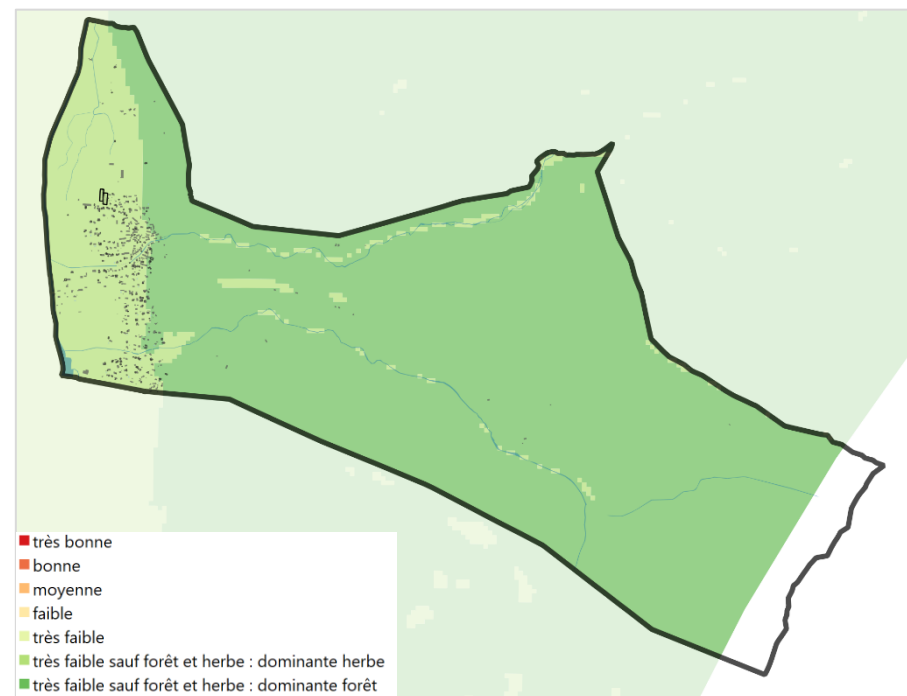 très bonne
bonne
moyenne
faible
très faible
très faible sauf forêt et herbe : dominante herbe
très faible sauf forêt et herbe : dominante forêt